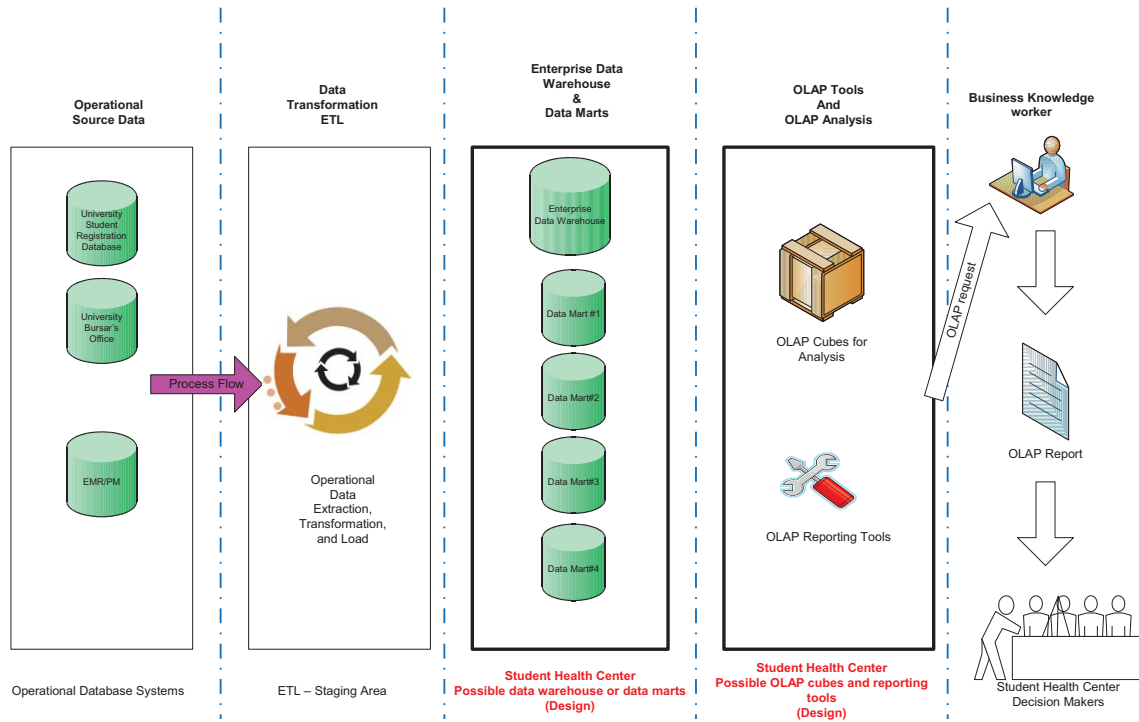 Operational
Source Data
University
Student
Registration
Database
University
Bursar's
Office
EMR/PM
Operational Database Systems
Process Flow
Data
Transformation
ETL
Operational
Data
Extraction,
Transformation,
and Load
ETL – Staging Area
Enterprise Data
Warehouse
&
Data Marts
Enterprise
Data Warehouse
Data Mart #1
Data Mart#2
Data Mart#3
Data Mart#4
Student Health Center
Possible data warehouse or data marts
(Design)
OLAP Tools
And
OLAP Analysis
OLAP Cubes for
Analysis
OLAP Reporting Tools
Student Health Center
Possible OLAP cubes and reporting
tools
(Design)
OLAP request
Business Knowledge
worker
OLAP Report
Student Health Center
Decision Makers